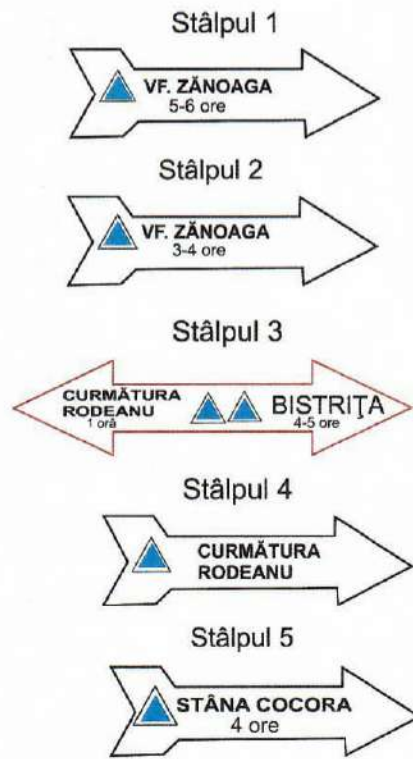 Stâlpul 1
VF. ZĂNOAGA
5-6 ore
Stâlpul 2
VF. ZĂNOAGA
3-4 ore
Stâlpul 3
CURMĂTURA
RODEANU
1 oră
BISTRIŢA
4-5 ore
Stâlpul 4
CURMĂTURA
RODEANU
Stâlpul 5
STÂNA COCORA
4 ore